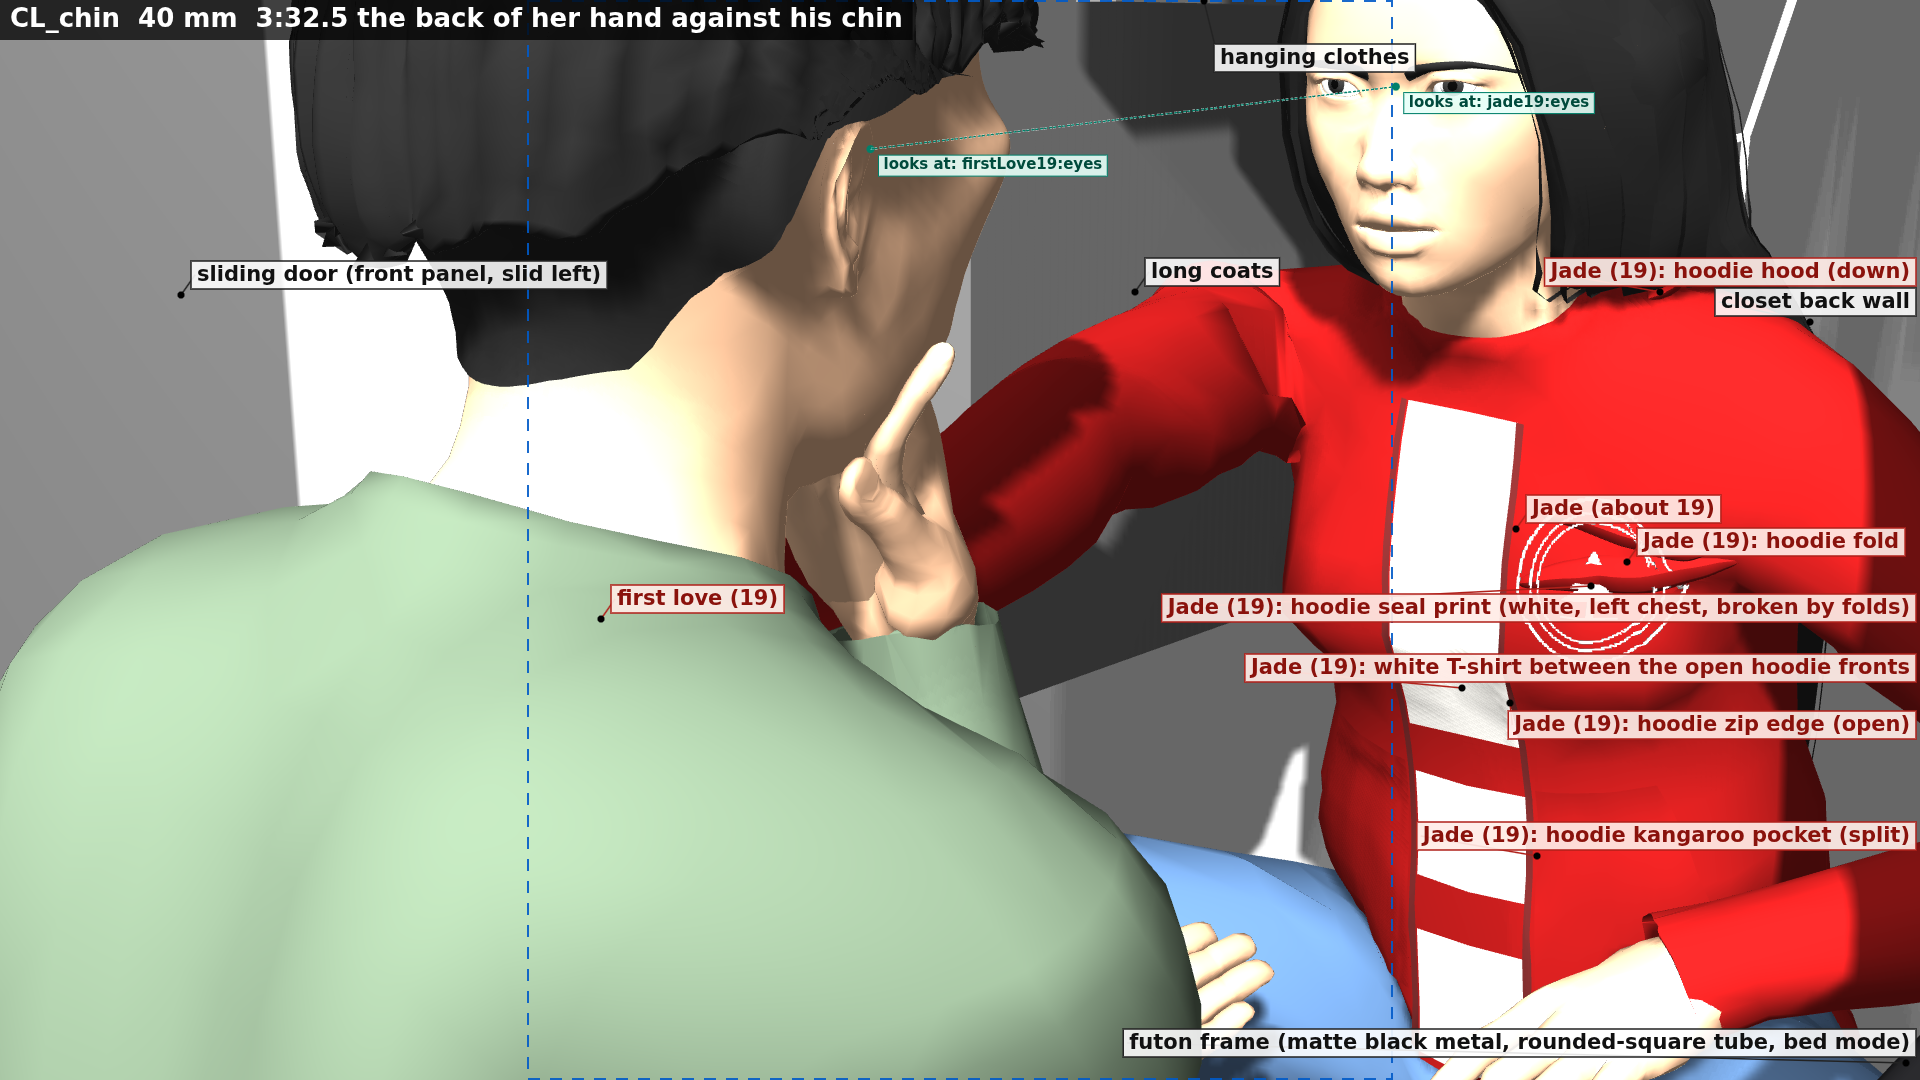 CL_chin 40 mm 3:32.5 the back of her hand against his chin
hanging clothes
looks at: jade19:eyes
looks at: firstLove19:eyes
sliding door (front panel, slid left)
long coats
Jade (19): hoodie hood (down)
closet back wall
Jade (about 19)
Jade (19): hoodie fold
first love (19)
Jade (19): hoodie seal print (white, left chest, broken by folds)
Jade (19): white T-shirt between the open hoodie fronts
Jade (19): hoodie zip edge (open)
Jade (19): hoodie kangaroo pocket (split)
futon frame (matte black metal, rounded-square tube, bed mode)